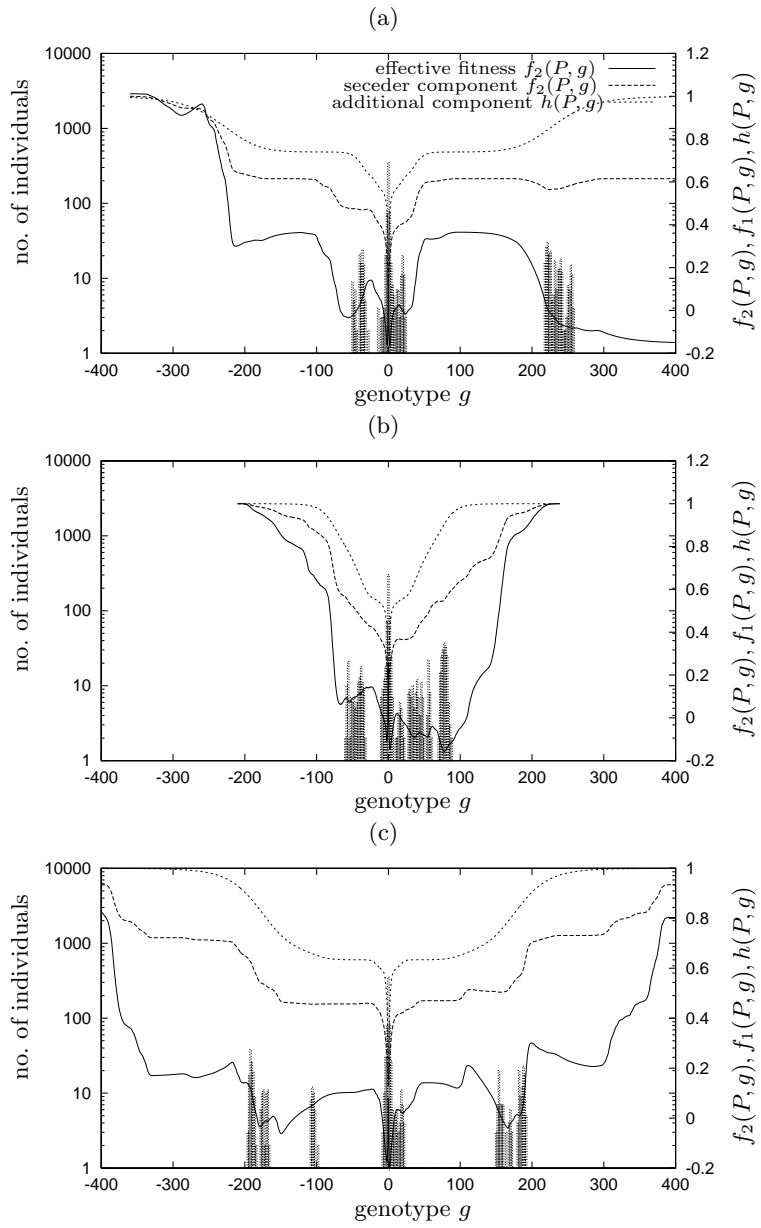 (a)
10000 1.2
effective fitness f₂(P, g)
seceder component f₂(P, g)
additional component h(P, g)
1000 1
0.8
100 0.6
0.4
10 0.2
0
1 -0.2
no. of individuals
f₂(P, g), f₁(P, g), h(P, g)
-400 -300 -200 -100 0 100 200 300 400
genotype g
(b)
10000 1.2
1000 1
0.8
100 0.6
0.4
10 0.2
0
1 -0.2
no. of individuals
f₂(P, g), f₁(P, g), h(P, g)
-400 -300 -200 -100 0 100 200 300 400
genotype g
(c)
10000 1
1000 0.8
0.6
100 0.4
10 0.2
0
1 -0.2
no. of individuals
f₂(P, g), f₁(P, g), h(P, g)
-400 -300 -200 -100 0 100 200 300 400
genotype g